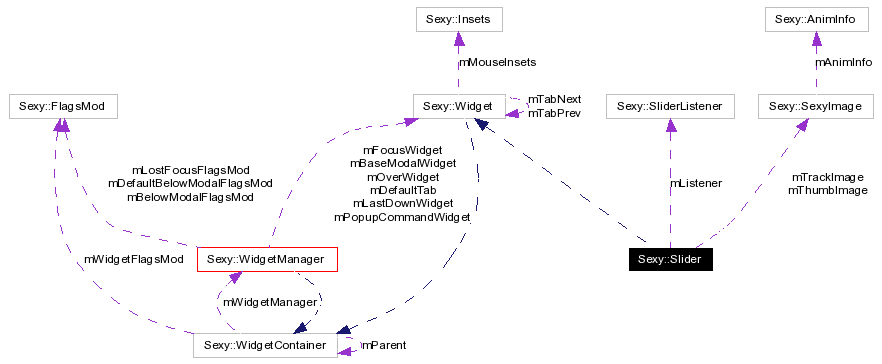 Sexy::Insets
Sexy::AnimInfo
mMouseInsets
mAnimInfo
Sexy::FlagsMod
Sexy::Widget
mTabNext
mTabPrev
Sexy::SliderListener
Sexy::SexyImage
mLostFocusFlagsMod
mDefaultBelowModalFlagsMod
mBelowModalFlagsMod
mFocusWidget
mBaseModalWidget
mOverWidget
mDefaultTab
mLastDownWidget
mPopupCommandWidget
mListener
mTrackImage
mThumbImage
mWidgetFlagsMod
Sexy::WidgetManager
Sexy::Slider
mWidgetManager
Sexy::WidgetContainer
mParent